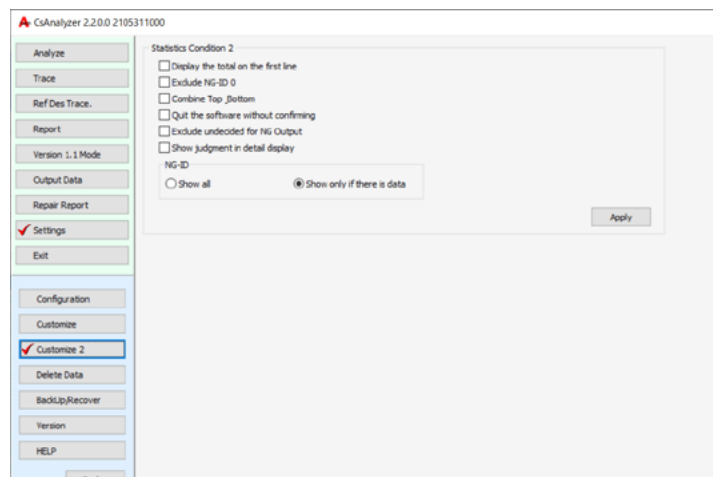 CsAnalyzer 2.2.0.0 2105311000
Analyze
Trace
Ref Des Trace.
Report
Version 1.1 Mode
Output Data
Repair Report
Settings
Exit
Configuration
Customize
Customize 2
Delete Data
BackUp/Recover
Version
HELP
Statistics Condition 2
Display the total on the first line
Exclude NG-ID 0
Combine Top_Bottom
Quit the software without confirming
Exclude undecided for NG Output
Show judgment in detail display
NG-ID
Show all Show only if there is data
Apply